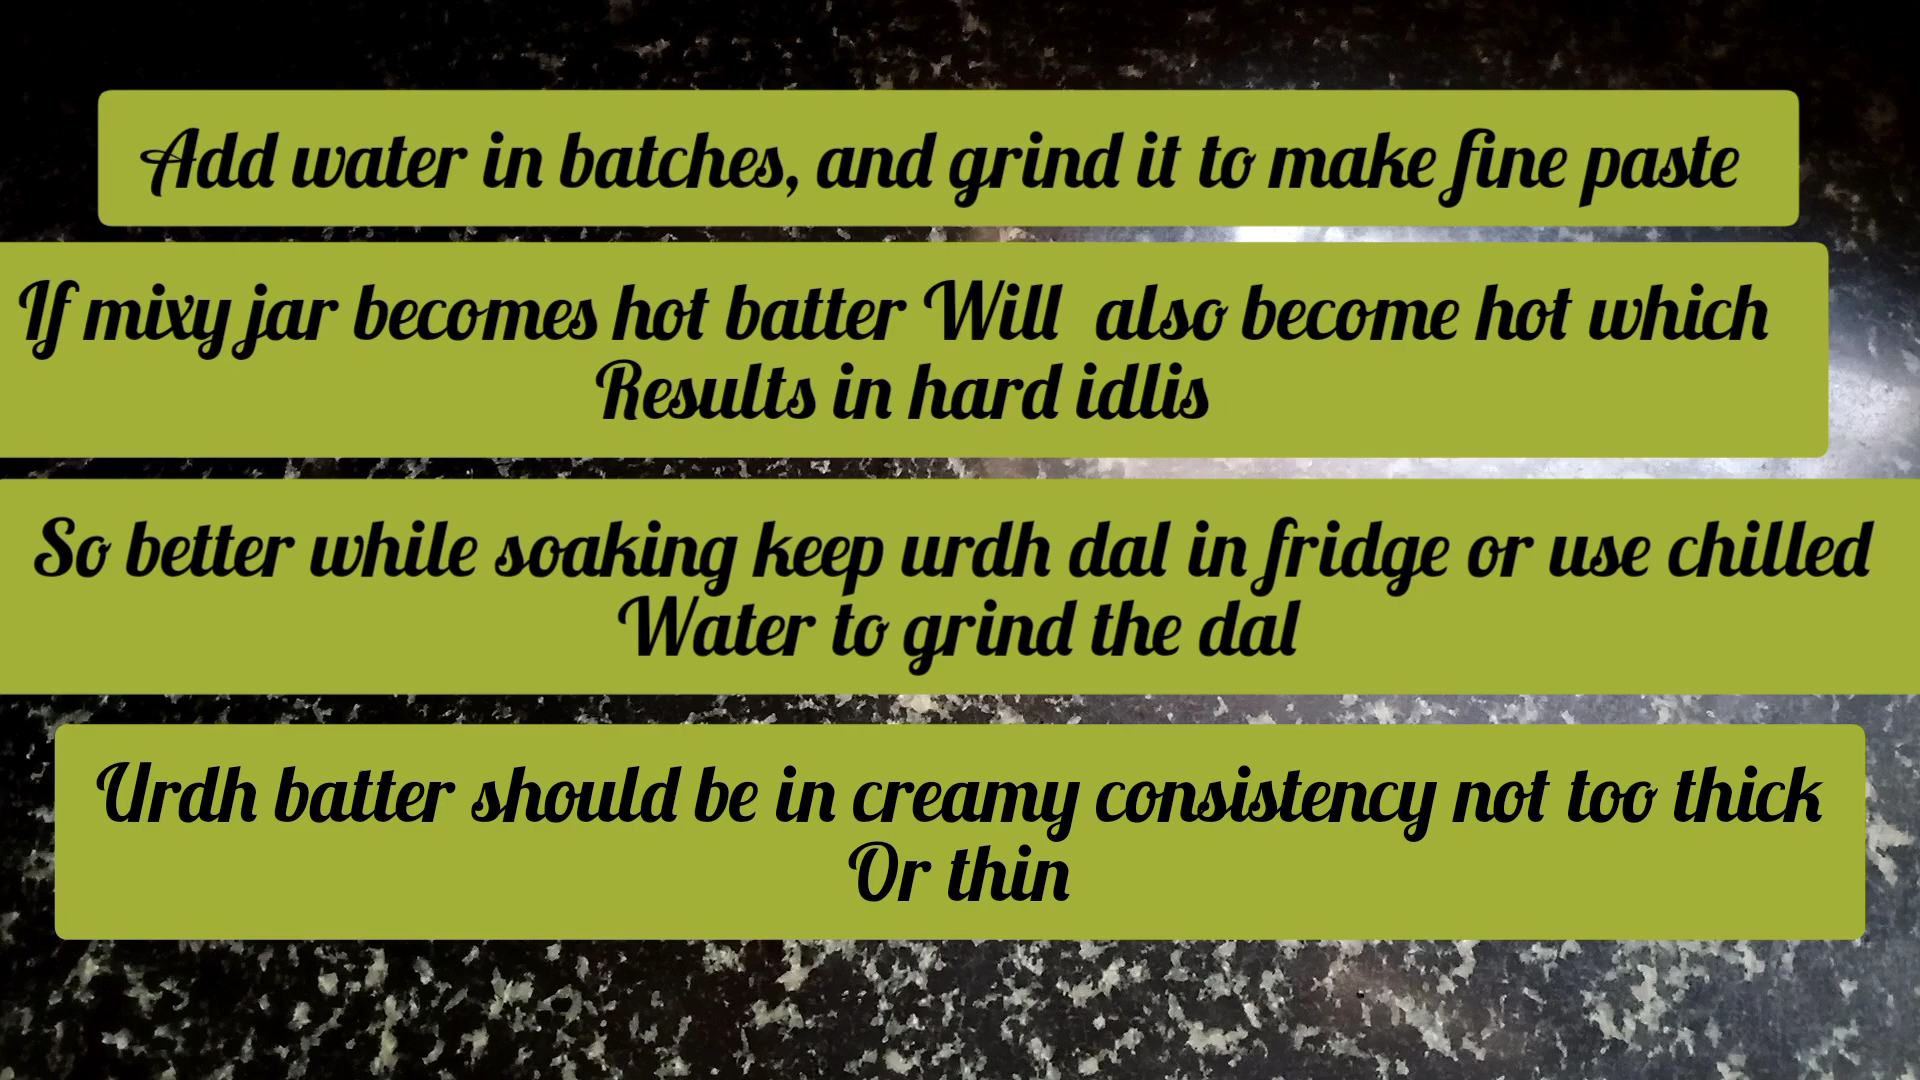 Add water in batches, and grind it to make fine paste
If mixy jar becomes hot batter Will also become hot which
Results in hard idlis
So better while soaking keep urdh dal in fridge or use chilled
Water to grind the dal
Urdh batter should be in creamy consistency not too thick
Or thin